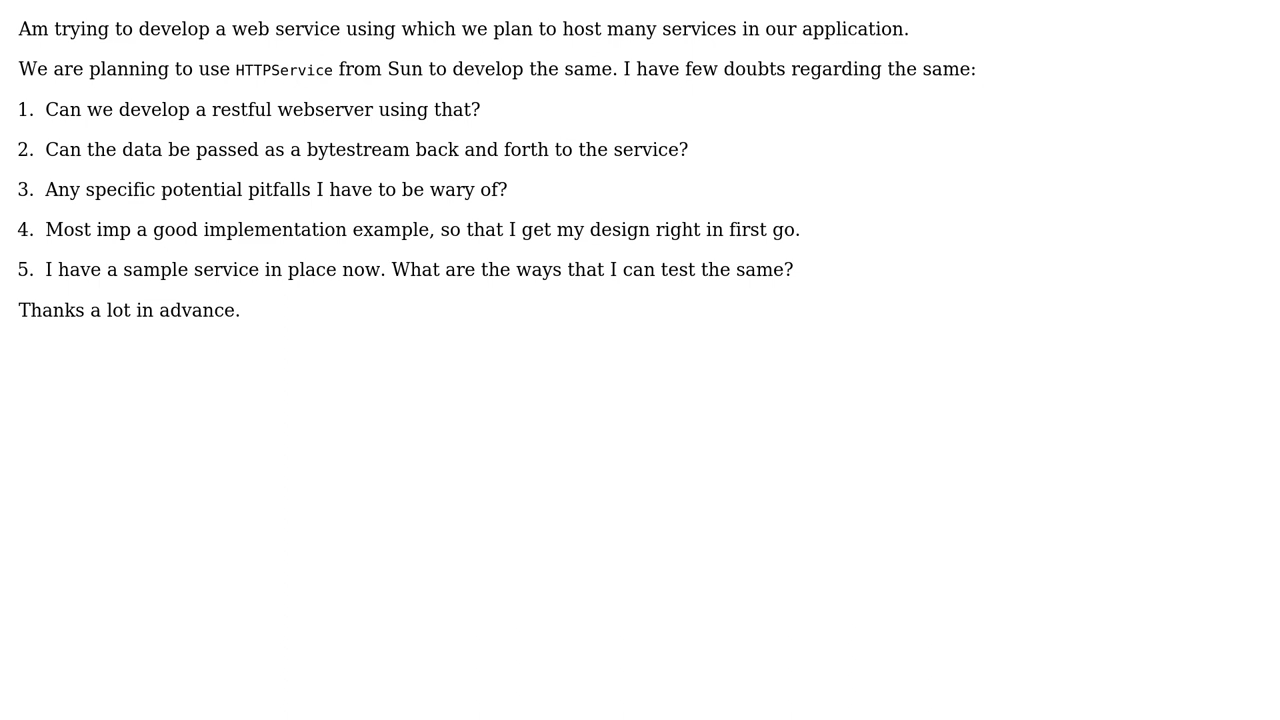 Am trying to develop a web service using which we plan to host many services in our application.
We are planning to use HTTPService from Sun to develop the same. I have few doubts regarding the same:
1. Can we develop a restful webserver using that?
2. Can the data be passed as a bytestream back and forth to the service?
3. Any specific potential pitfalls I have to be wary of?
4. Most imp a good implementation example, so that I get my design right in first go.
5. I have a sample service in place now. What are the ways that I can test the same?
Thanks a lot in advance.